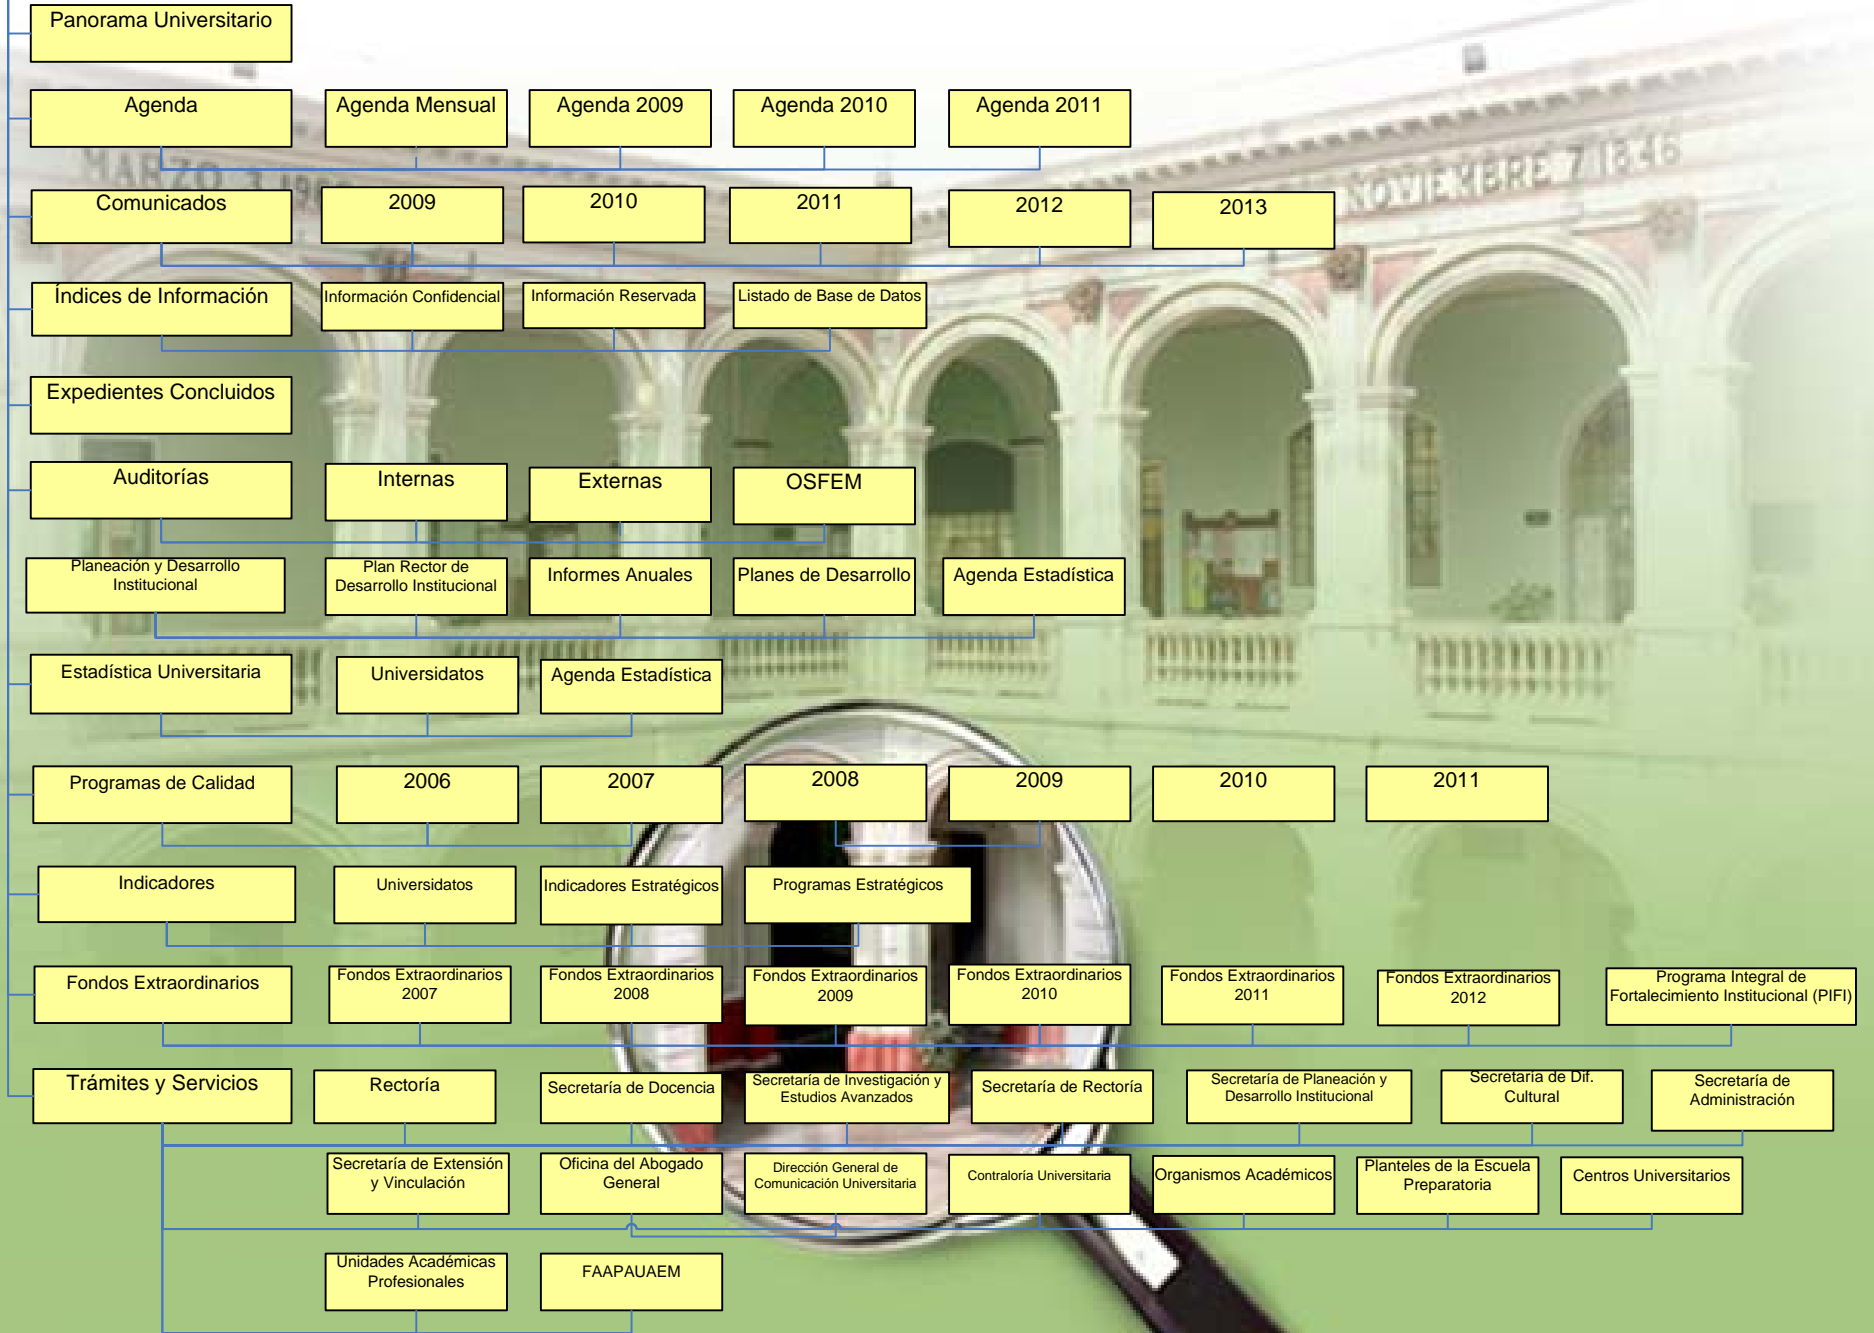 Panorama Universitario
Agenda
Agenda Mensual
Agenda 2009
Agenda 2010
Agenda 2011
MARZO 3 19
NOVIEMBRE 7 1846
Comunicados
2009
2010
2011
2012
2013
Índices de Información
Información Confidencial
Información Reservada
Listado de Base de Datos
Expedientes Concluidos
Auditorías
Internas
Externas
OSFEM
Planeación y Desarrollo
Institucional
Plan Rector de
Desarrollo Institucional
Informes Anuales
Planes de Desarrollo
Agenda Estadística
Estadística Universitaria
Universidatos
Agenda Estadística
Programas de Calidad
2006
2007
2008
2009
2010
2011
Indicadores
Universidatos
Indicadores Estratégicos
Programas Estratégicos
Fondos Extraordinarios
Fondos Extraordinarios
2007
Fondos Extraordinarios
2008
Fondos Extraordinarios
2009
Fondos Extraordinarios
2010
Fondos Extraordinarios
2011
Fondos Extraordinarios
2012
Programa Integral de
Fortalecimiento Institucional (PIFI)
Trámites y Servicios
Rectoría
Secretaría de Docencia
Secretaría de Investigación y
Estudios Avanzados
Secretaría de Rectoría
Secretaría de Planeación y
Desarrollo Institucional
Secretaría de Dif.
Cultural
Secretaría de
Administración
Secretaría de Extensión
y Vinculación
Oficina del Abogado
General
Dirección General de
Comunicación Universitaria
Contraloría Universitaria
Organismos Académicos
Planteles de la Escuela
Preparatoria
Centros Universitarios
Unidades Académicas
Profesionales
FAAPAUAEM